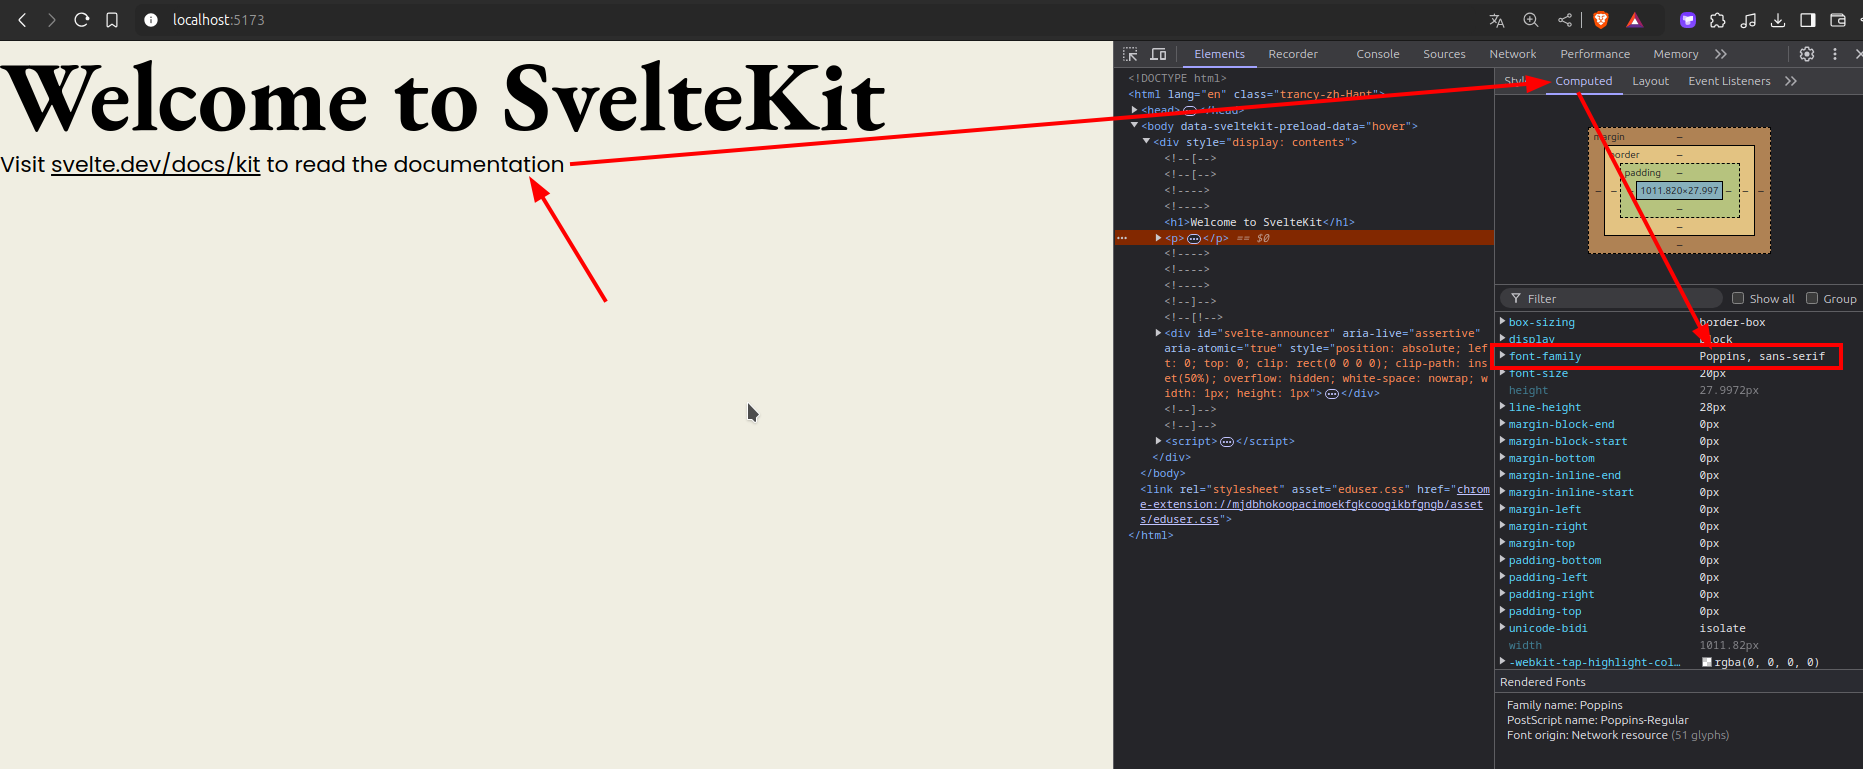 localhost:5173
Welcome to SvelteKit
Visit svelte.dev/docs/kit to read the documentation
Elements Recorder Console Sources Network Performance Memory
Computed Layout Event Listeners
<!DOCTYPE html>
<html lang="en" class="trancy-zh-Hant">
<head> </head>
<body data-sveltekit-preload-data="hover">
<div style="display: contents">
<!--[-->
<!--[-->
<!---->
<!---->
<h1>Welcome to SvelteKit</h1>
<p> </p> == $0
<!---->
<!---->
<!---->
<!--]-->
<!--[!-->
<div id="svelte-announcer" aria-live="assertive"
aria-atomic="true" style="position: absolute; lef
t: 0; top: 0; clip: rect(0 0 0 0); clip-path: ins
et(50%); overflow: hidden; white-space: nowrap; w
idth: 1px; height: 1px"> </div>
<!--]-->
<!--]-->
<script> </script>
</div>
</body>
<link rel="stylesheet" asset="eduser.css" href="chrom
e-extension://mjdbhokoopacimoekfgkcoogikbfgngb/asset
s/eduser.css">
</html>
margin –
border –
padding –
– – – 1011.820×27.997 – – –
–
–
–
Filter Show all Group
box-sizing border-box
display block
font-family Poppins, sans-serif
font-size 20px
height 27.9972px
line-height 28px
margin-block-end 0px
margin-block-start 0px
margin-bottom 0px
margin-inline-end 0px
margin-inline-start 0px
margin-left 0px
margin-right 0px
margin-top 0px
padding-bottom 0px
padding-left 0px
padding-right 0px
padding-top 0px
unicode-bidi isolate
width 1011.82px
-webkit-tap-highlight-col… rgba(0, 0, 0, 0)
Rendered Fonts
Family name: Poppins
PostScript name: Poppins-Regular
Font origin: Network resource (51 glyphs)